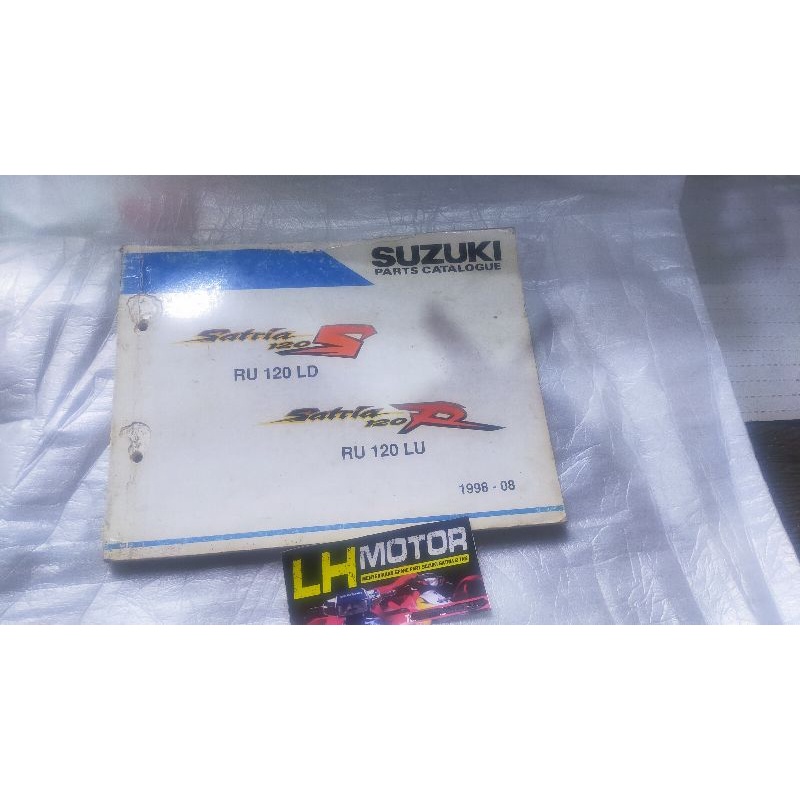 SUZUKI
PARTS CATALOGUE
Satria 120 S
RU 120 LD
Satria 120 R
RU 120 LU
1998 - 08
LH MOTOR